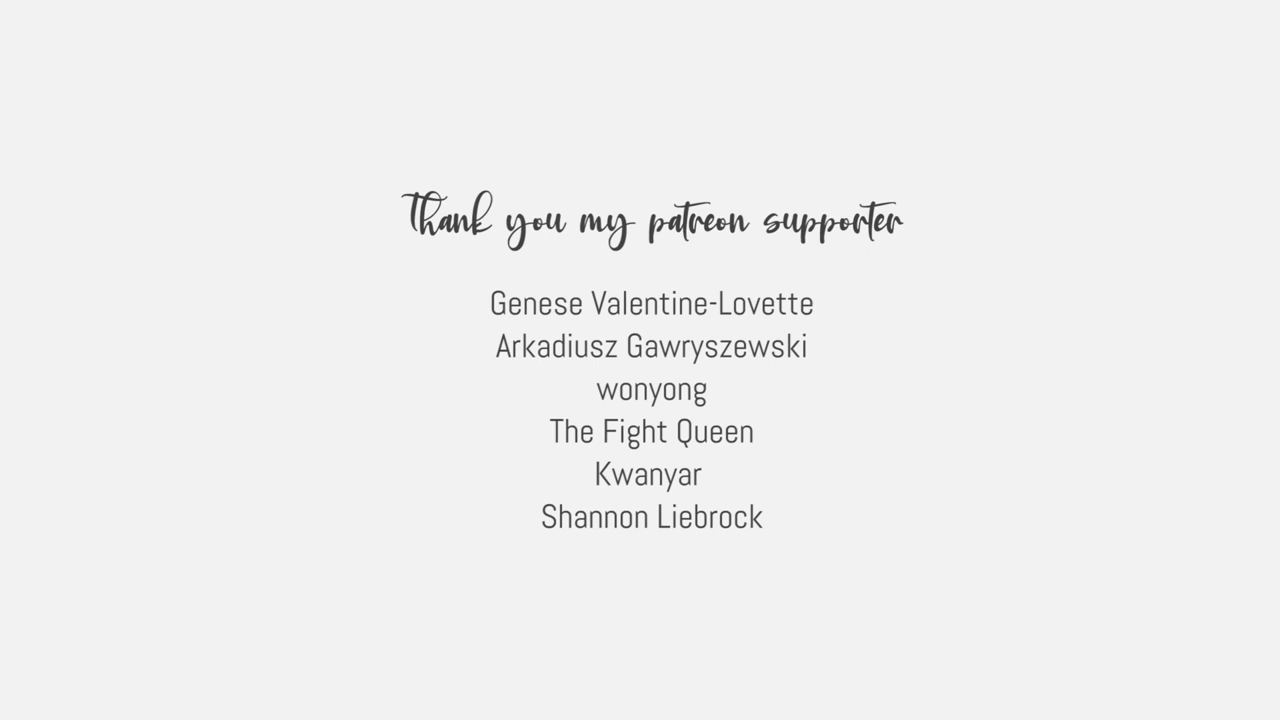 Thank you my patreon supporter
Genese Valentine-Lovette
Arkadiusz Gawryszewski
wonyong
The Fight Queen
Kwanyar
Shannon Liebrock